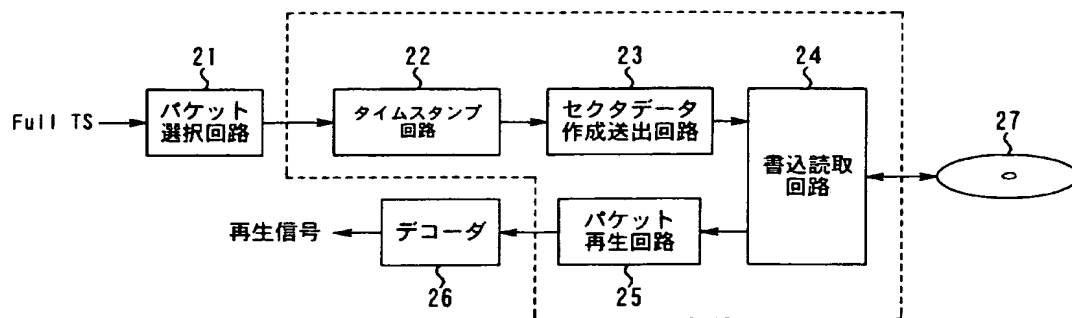 21
22
23
24
27
Full TS
パケット
選択回路
タイムスタンプ
回路
セクタデータ
作成送出回路
書込読取
回路
再生信号
デコーダ
パケット
再生回路
26
25